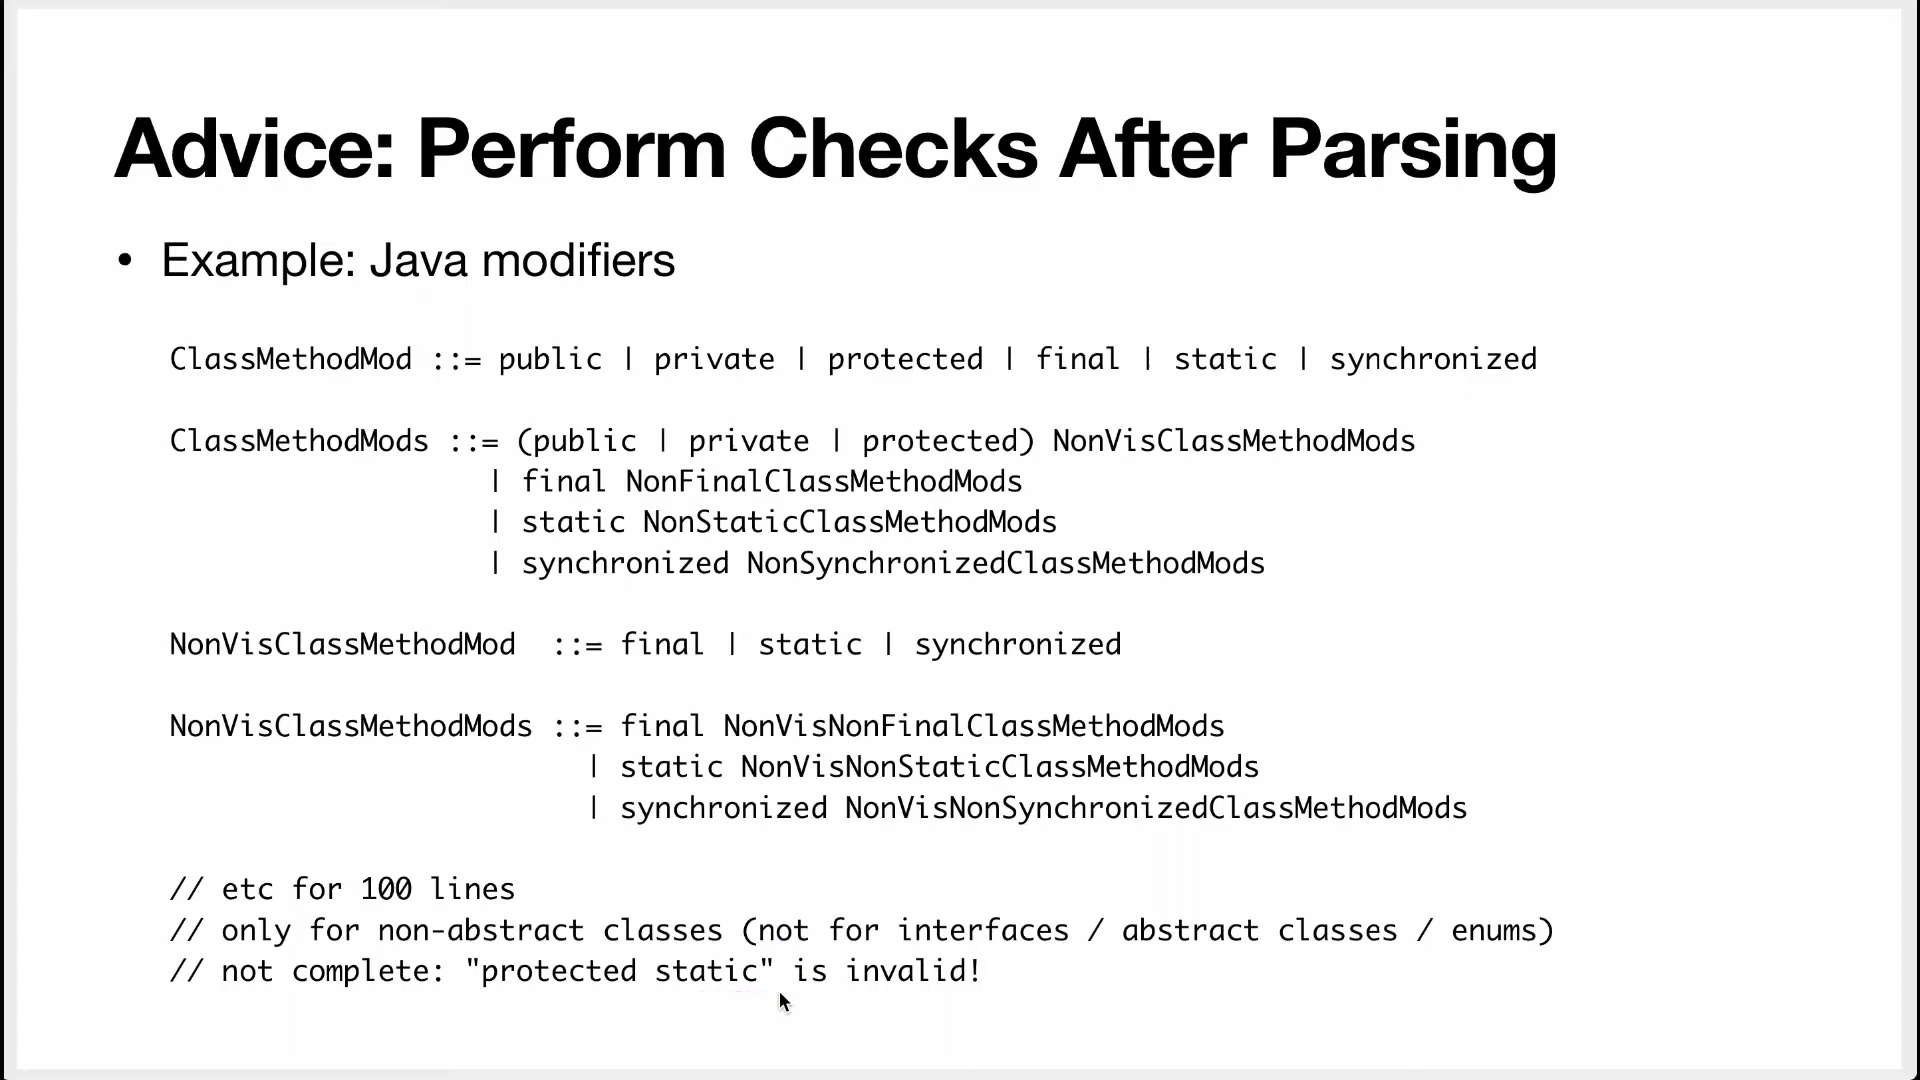 Advice: Perform Checks After Parsing
• Example: Java modifiers
ClassMethodMod ::= public | private | protected | final | static | synchronized
ClassMethodMods ::= (public | private | protected) NonVisClassMethodMods
| final NonFinalClassMethodMods
| static NonStaticClassMethodMods
| synchronized NonSynchronizedClassMethodMods
NonVisClassMethodMod ::= final | static | synchronized
NonVisClassMethodMods ::= final NonVisNonFinalClassMethodMods
| static NonVisNonStaticClassMethodMods
| synchronized NonVisNonSynchronizedClassMethodMods
// etc for 100 lines
// only for non-abstract classes (not for interfaces / abstract classes / enums)
// not complete: "protected static" is invalid!